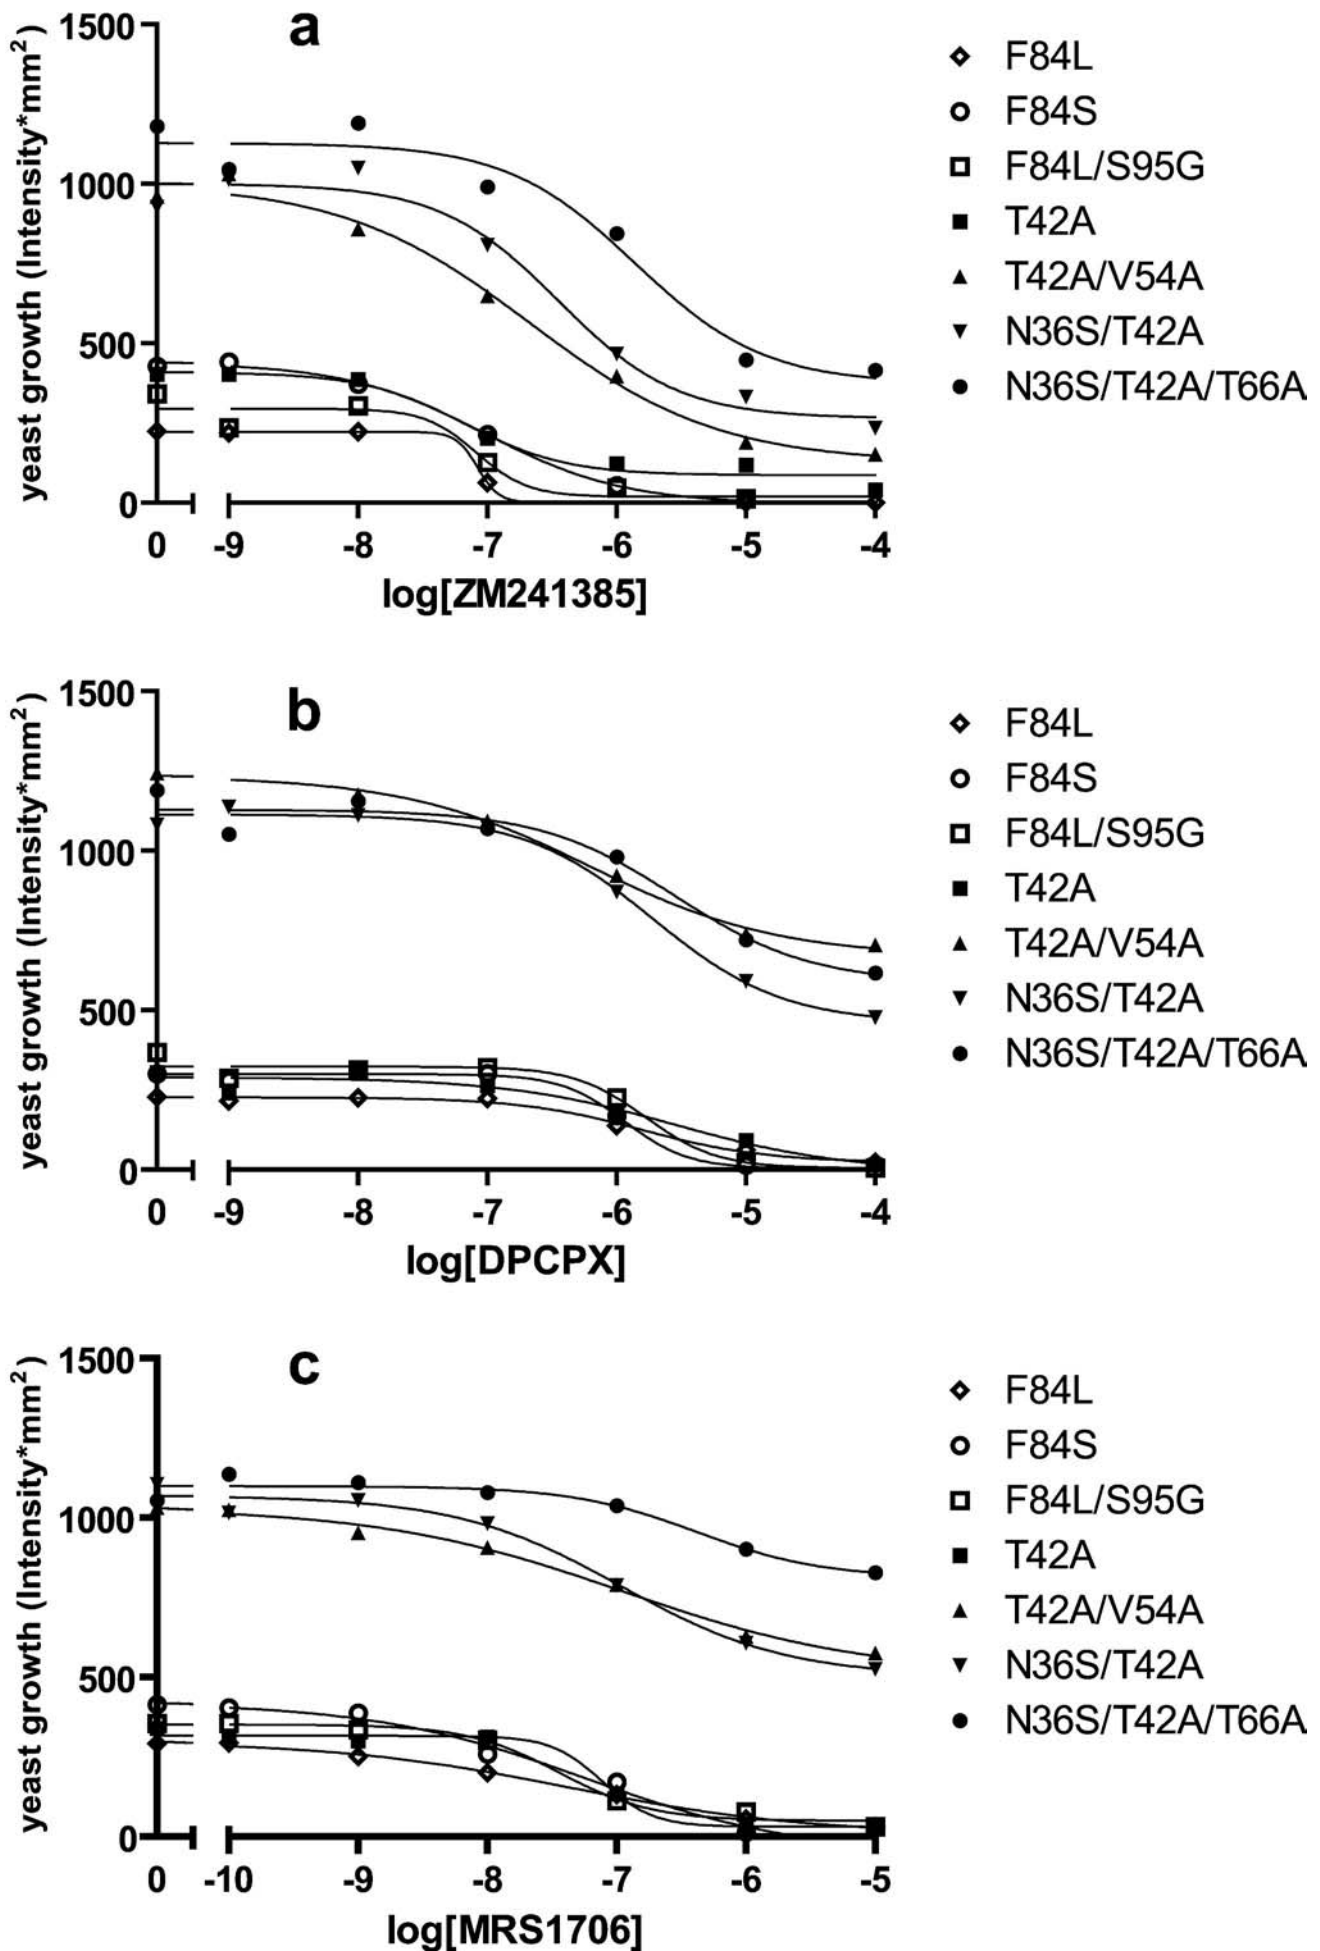 a
yeast growth (Intensity*mm²)
1500
1000
500
0
0 -9 -8 -7 -6 -5 -4
log[ZM241385]
F84L
F84S
F84L/S95G
T42A
T42A/V54A
N36S/T42A
N36S/T42A/T66A
b
yeast growth (Intensity*mm²)
1500
1000
500
0
0 -9 -8 -7 -6 -5 -4
log[DPCPX]
F84L
F84S
F84L/S95G
T42A
T42A/V54A
N36S/T42A
N36S/T42A/T66A
c
yeast growth (Intensity*mm²)
1500
1000
500
0
0 -10 -9 -8 -7 -6 -5
log[MRS1706]
F84L
F84S
F84L/S95G
T42A
T42A/V54A
N36S/T42A
N36S/T42A/T66A